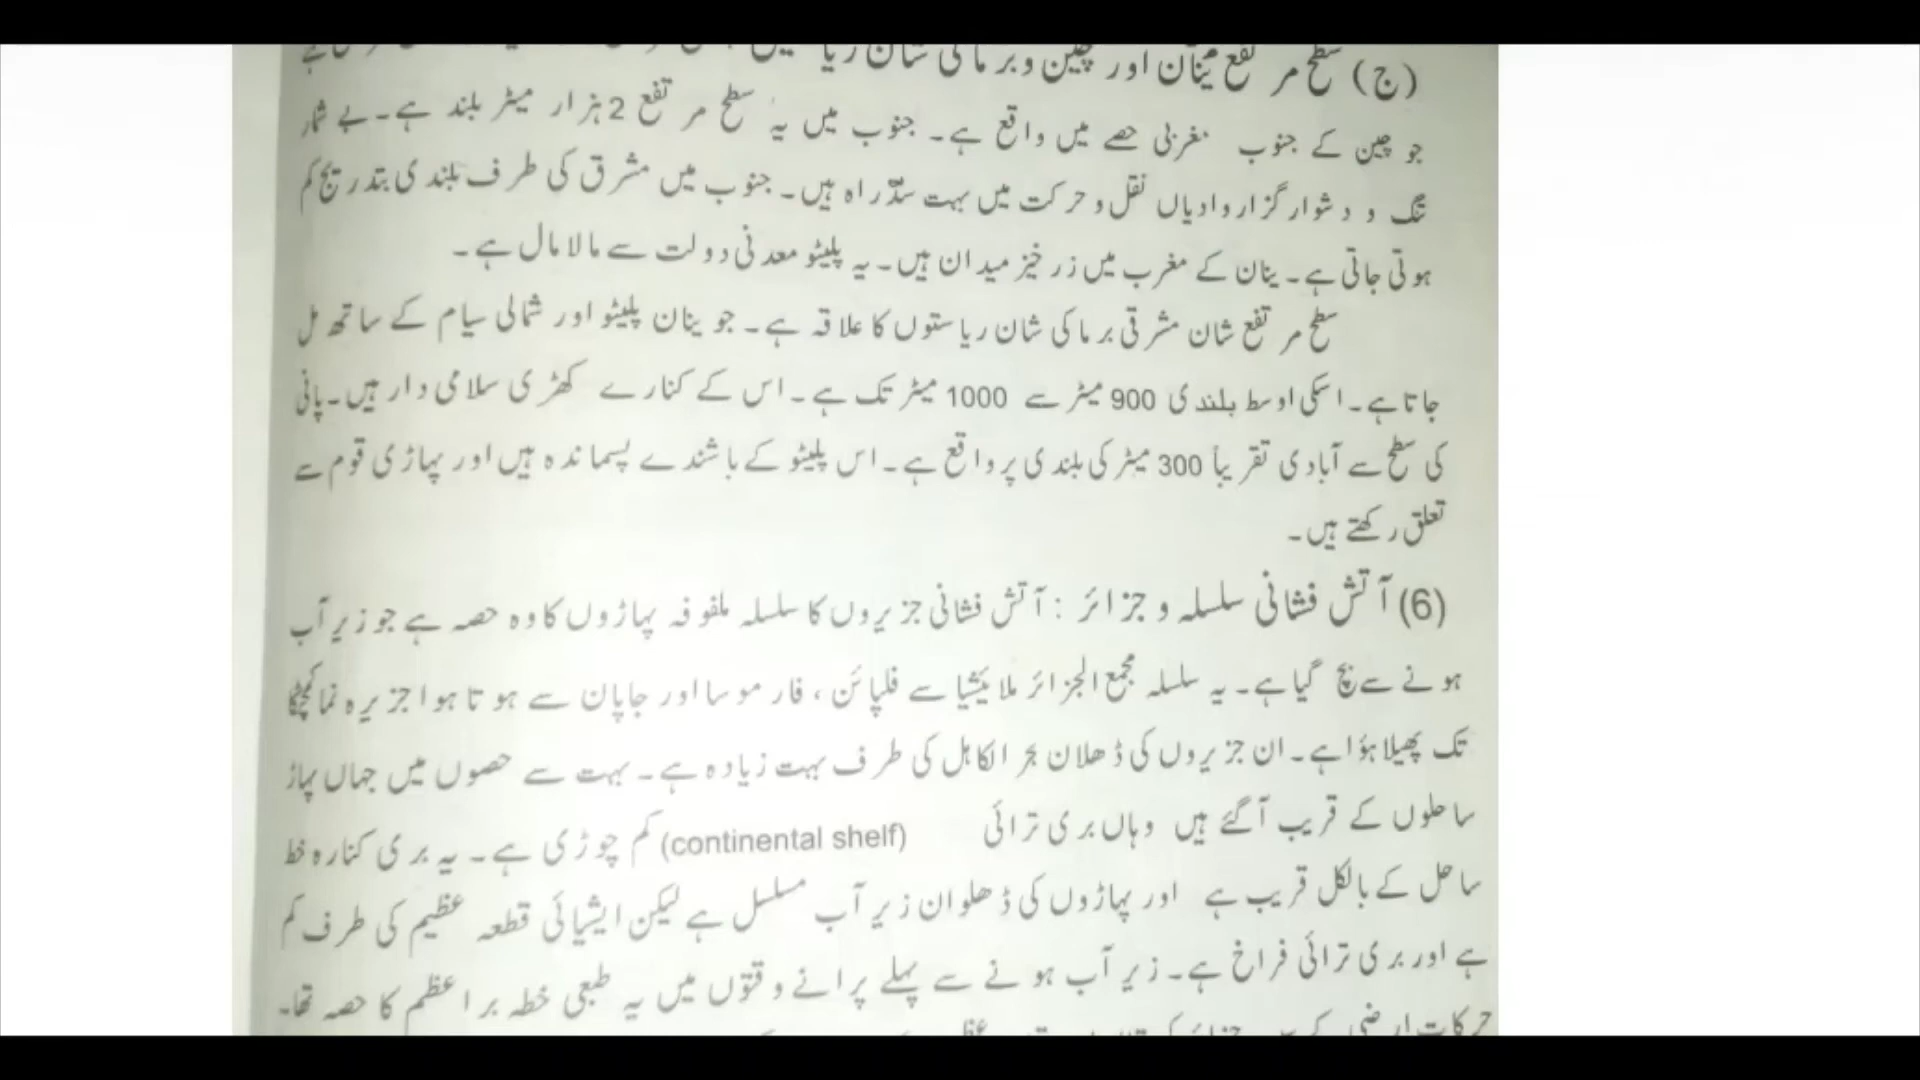 (ج) سطح مرتفع ینان اور چین و برما کی شان
جو چین کے جنوب مغربی حصے میں واقع ہے۔ جنوب میں یہ سطح مرتفع 2 ہزار میٹر بلند ہے۔ بے شمار
تنگ و دشوار گزار وادیاں نقل و حرکت میں بہت سدِّراہ ہیں۔ جنوب میں مشرق کی طرف بلندی بتدریج کم
ہوتی جاتی ہے۔ ینان کے مغرب میں زرخیز میدان ہیں۔ یہ پلیٹو معدنی دولت سے مالا مال ہے۔
سطح مرتفع شان مشرقی برما کی شان ریاستوں کا علاقہ ہے۔ جو ینان پلیٹو اور شمالی سیام کے ساتھ مل
جاتا ہے۔ اسکی اوسط بلندی 900 میٹر سے 1000 میٹر تک ہے۔ اس کے کنارے کھڑی سلامی دار ہیں۔ پانی
کی سطح سے آبادی تقریباً 300 میٹر کی بلندی پر واقع ہے۔ اس پلیٹو کے باشندے پسماندہ ہیں اور پہاڑی قوم سے
تعلق رکھتے ہیں۔
(6) آتش فشانی سلسلہ و جزائر : آتش فشانی جزیروں کا سلسلہ ملفوفہ پہاڑوں کا وہ حصہ ہے جو زیر آب
ہونے سے بچ گیا ہے۔ یہ سلسلہ مجمع الجزائر ملائیشیا سے فلپائن ، فارموسا اور جاپان سے ہوتا ہوا جزیرہ نما کمچٹکا
تک پھیلا ہؤا ہے۔ ان جزیروں کی ڈھلان بحر الکاہل کی طرف بہت زیادہ ہے۔ بہت سے حصوں میں جہاں پہاڑ
ساحلوں کے قریب آگئے ہیں وہاں بری ترائی (continental shelf) کم چوڑی ہے۔ یہ بری کنارہ خط
ساحل کے بالکل قریب ہے اور پہاڑوں کی ڈھلوان زیر آب مسلسل ہے لیکن ایشیائی قطعہ عظیم کی طرف کم
ہے اور بری ترائی فراخ ہے۔ زیر آب ہونے سے پہلے پرانے وقتوں میں یہ طبعی خطہ براعظم کا حصہ تھا۔
حرکات ارضی